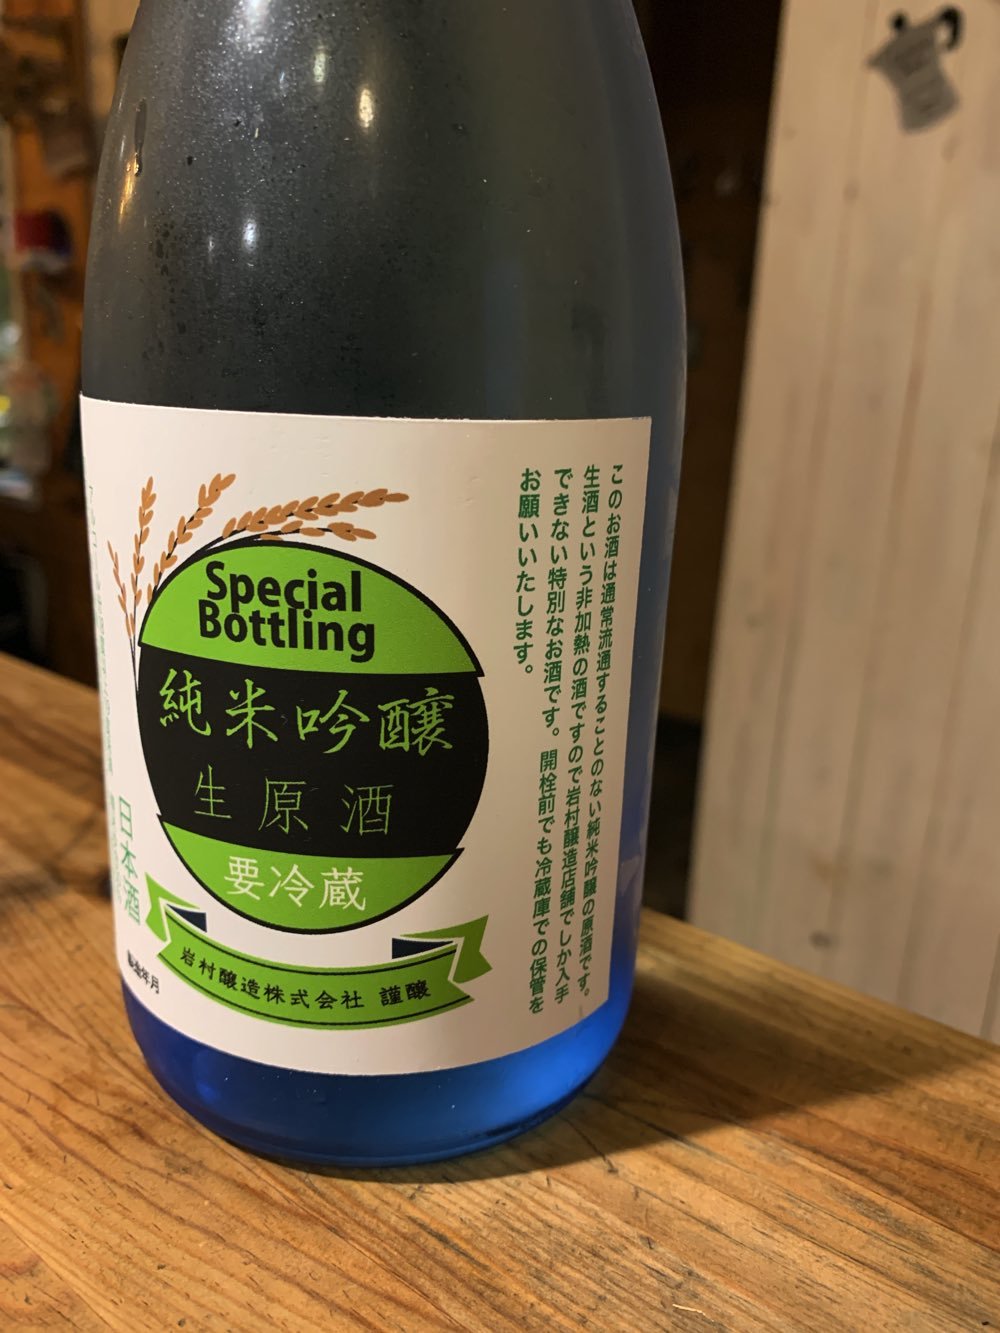 Special
Bottling
純米吟醸
生原酒
要冷蔵
岩村醸造株式会社 謹醸
日本酒
製造年月
このお酒は通常流通することのない純米吟醸の原酒です。
生酒という非加熱の酒ですので岩村醸造店舗でしか入手
できない特別なお酒です。開栓前でも冷蔵庫での保管を
お願いいたします。